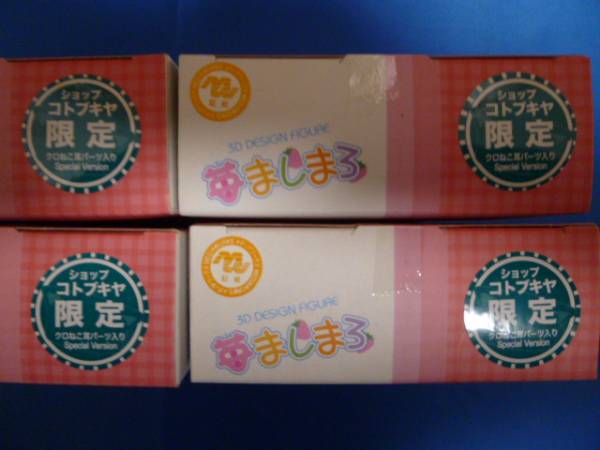 ショップ
コトブキヤ
限定
クロねこ耳パーツ入り
Special Version
3D DESIGN FIGURE
苺ましまろ
ショップ
コトブキヤ
限定
クロねこ耳パーツ入り
Special Version
ショップ
コトブキヤ
限定
クロねこ耳パーツ入り
Special Version
3D DESIGN FIGURE
苺ましまろ
ショップ
コトブキヤ
限定
クロねこ耳パーツ入り
Special Version